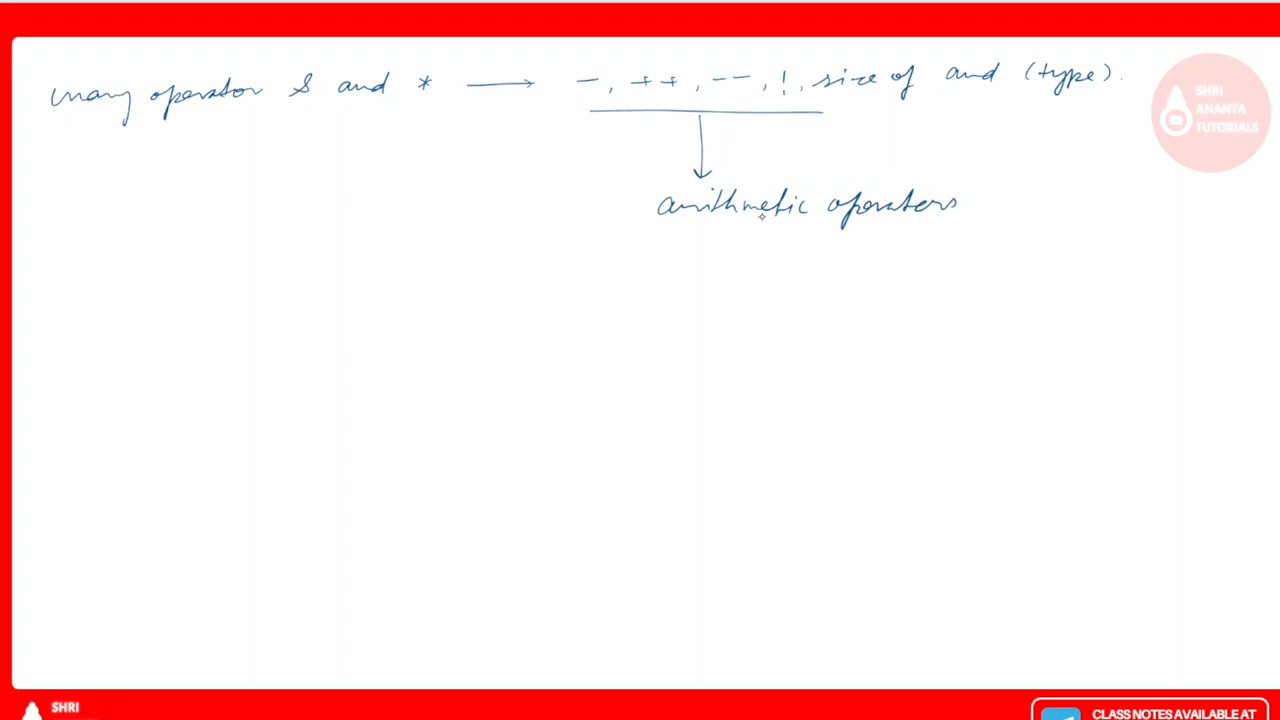 unary operator & and * → -, ++, --, !, size of and (type).
arithmetic operators
SHRI
ANANTA
TUTORIALS
SHRI
CLASS NOTES AVAILABLE AT